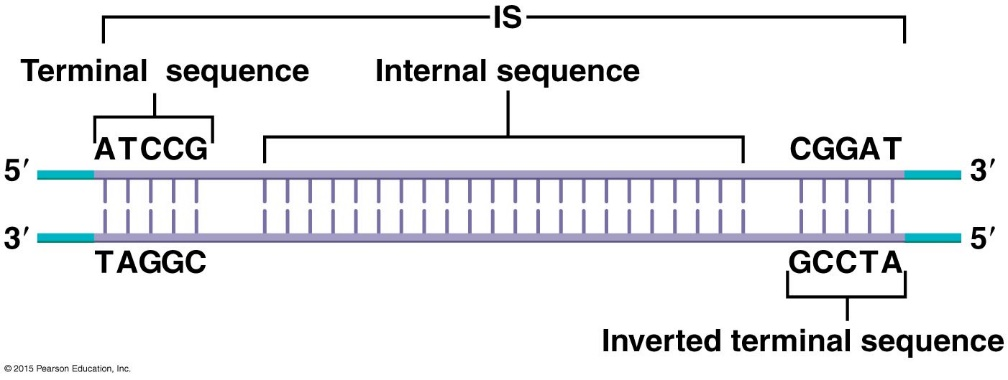 IS
Terminal sequence
Internal sequence
ATCCG
CGGAT
5′
3′
3′
5′
TAGGC
GCCTA
Inverted terminal sequence
© 2015 Pearson Education, Inc.